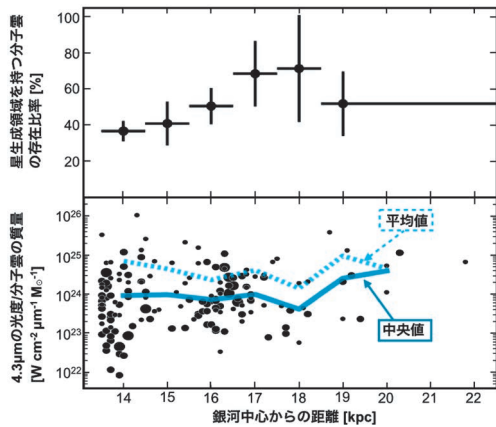 星生成領域を持つ分子雲
の存在比率 [%]
100
80
60
40
20
4.3μmの光度/分子雲の質量
[W cm⁻² μm⁻¹ M☉⁻¹]
10²⁶
10²⁵
10²⁴
10²³
10²²
平均値
中央値
14 15 16 17 18 19 20 21 22
銀河中心からの距離 [kpc]